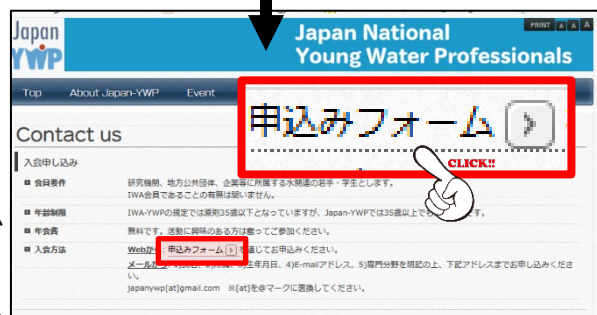 Japan
YWP
Japan National
Young Water Professionals
PRINT A A A
Top About Japan-YWP Event
申込みフォーム
CLICK!!
Contact us
入会申し込み
会員要件 研究機関、地方公共団体、企業等に所属する水関連の若手・学生とします。
IWA会員であることの有無は問いません。
年齢制限 IWA-YWPの規定では原則35歳以下となっていますが、Japan-YWPでは35歳以上でも
す。
年会費 無料です。活動に興味のある方は奮ってご参加ください。
入会方法 Webから:申込みフォーム を通じてお申込みください。
メールから 生年月日、4)E-mailアドレス、5)専門分野を明記の上、下記アドレスまでお申し込みくださ
い。
japanywp[at]gmail.com ※[at]を@マークに置換してください。